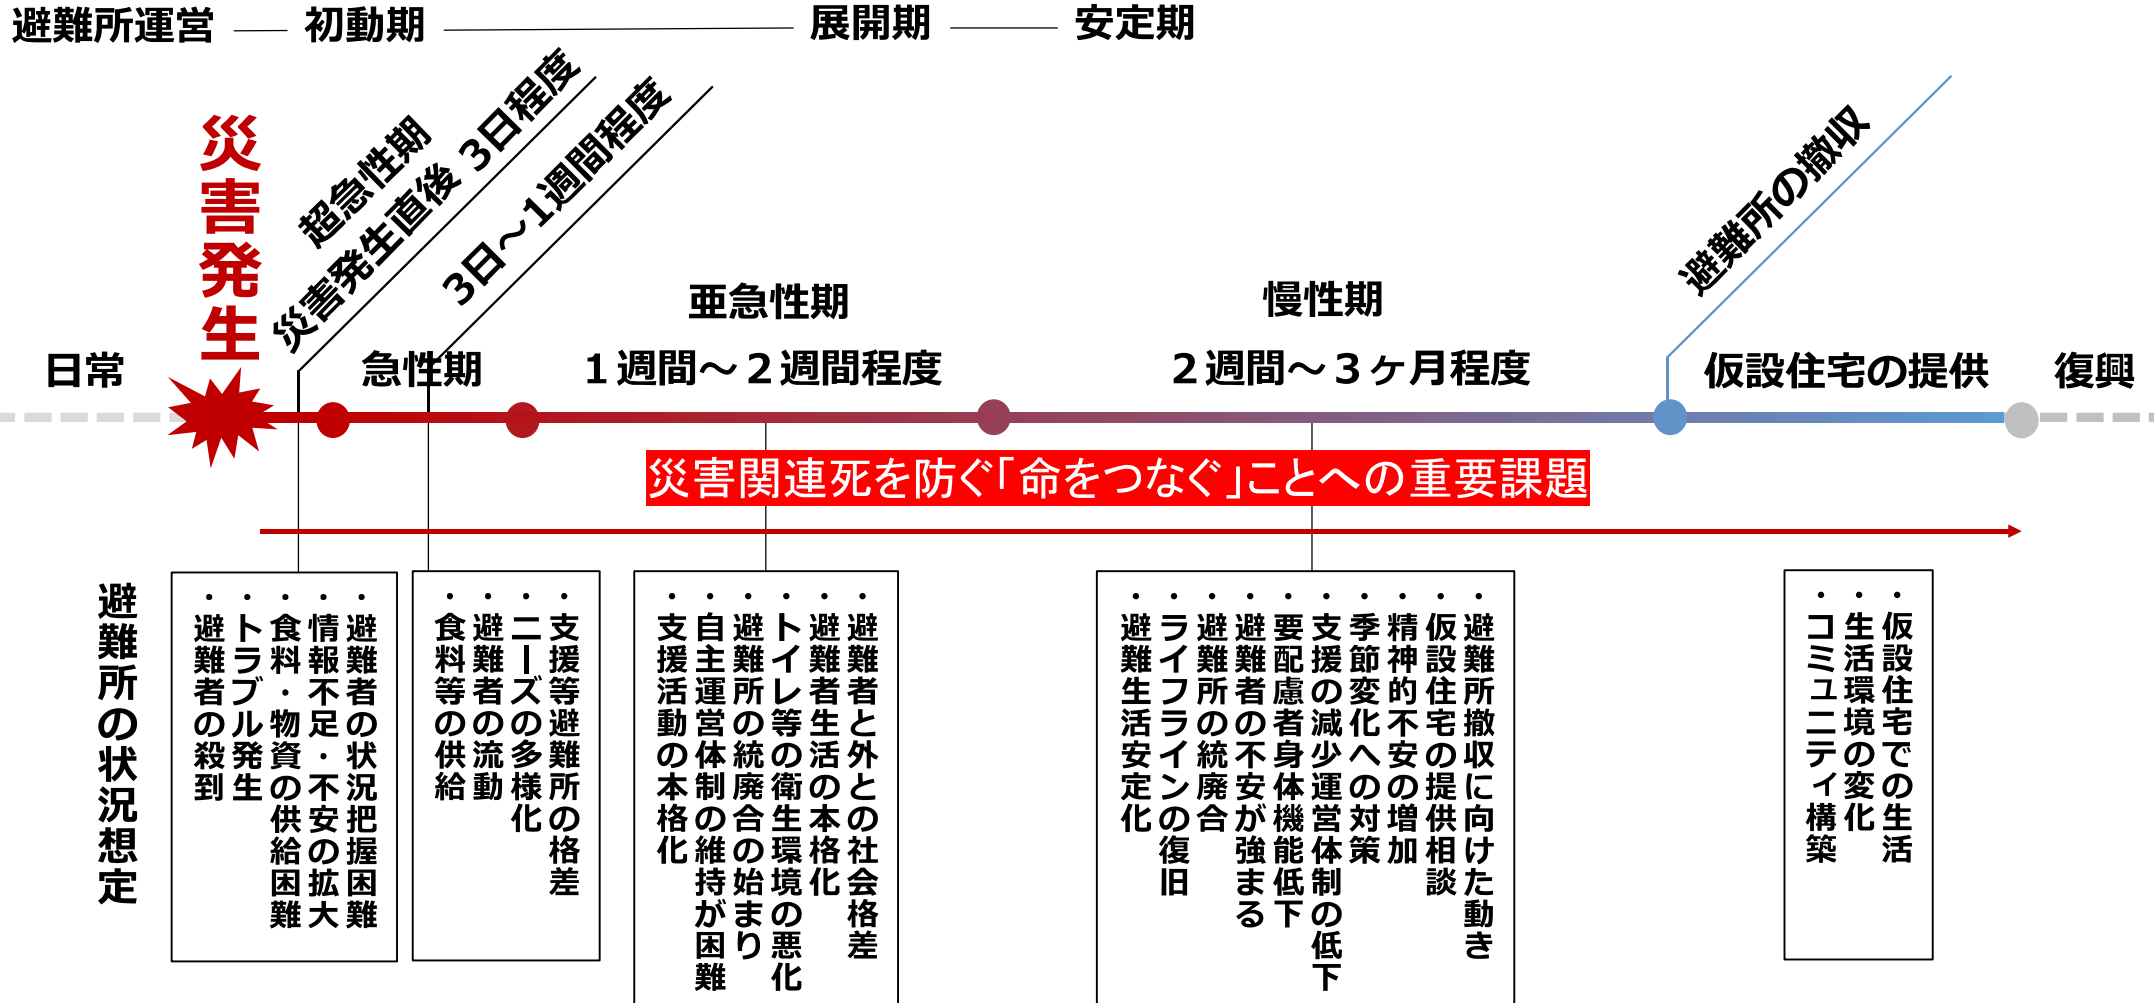 避難所運営
初動期
展開期
安定期
災害発生
超急性期
災害発生直後 3日程度
3日～1週間程度
避難所の撤収
亜急性期
慢性期
日常
急性期
１週間～２週間程度
２週間～３ヶ月程度
仮設住宅の提供
復興
災害関連死を防ぐ「命をつなぐ」ことへの重要課題
避難所の状況想定
・避難者の状況把握困難
・情報不足・不安の拡大
・食料・物資の供給困難
・トラブル発生
・避難者の殺到
・支援等避難所の格差
・ニーズの多様化
・避難者の流動
・食料等の供給
・避難者と外との社会格差
・避難者生活の本格化
・トイレ等の衛生環境の悪化
・避難所の統廃合の始まり
・自主運営体制の維持が困難
・支援活動の本格化
・避難所撤収に向けた動き
・仮設住宅の提供相談
・精神的不安の増加
・季節変化への対策
・支援の減少運営体制の低下
・要配慮者身体機能低下
・避難者の不安が強まる
・避難所の統廃合
・ライフラインの復旧
・避難生活安定化
・仮設住宅での生活
・生活環境の変化
・コミュニティ構築